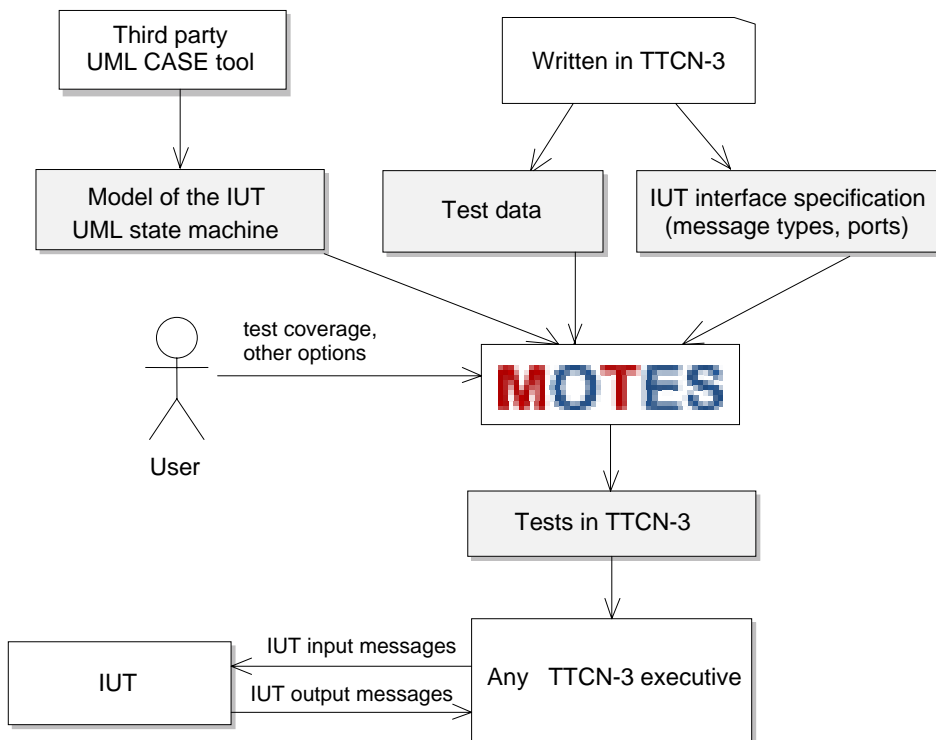 Third party
UML CASE tool
Written in TTCN-3
Model of the IUT
UML state machine
Test data
IUT interface specification
(message types, ports)
test coverage,
other options
User
MOTES
Tests in TTCN-3
IUT
IUT input messages
IUT output messages
Any TTCN-3 executive